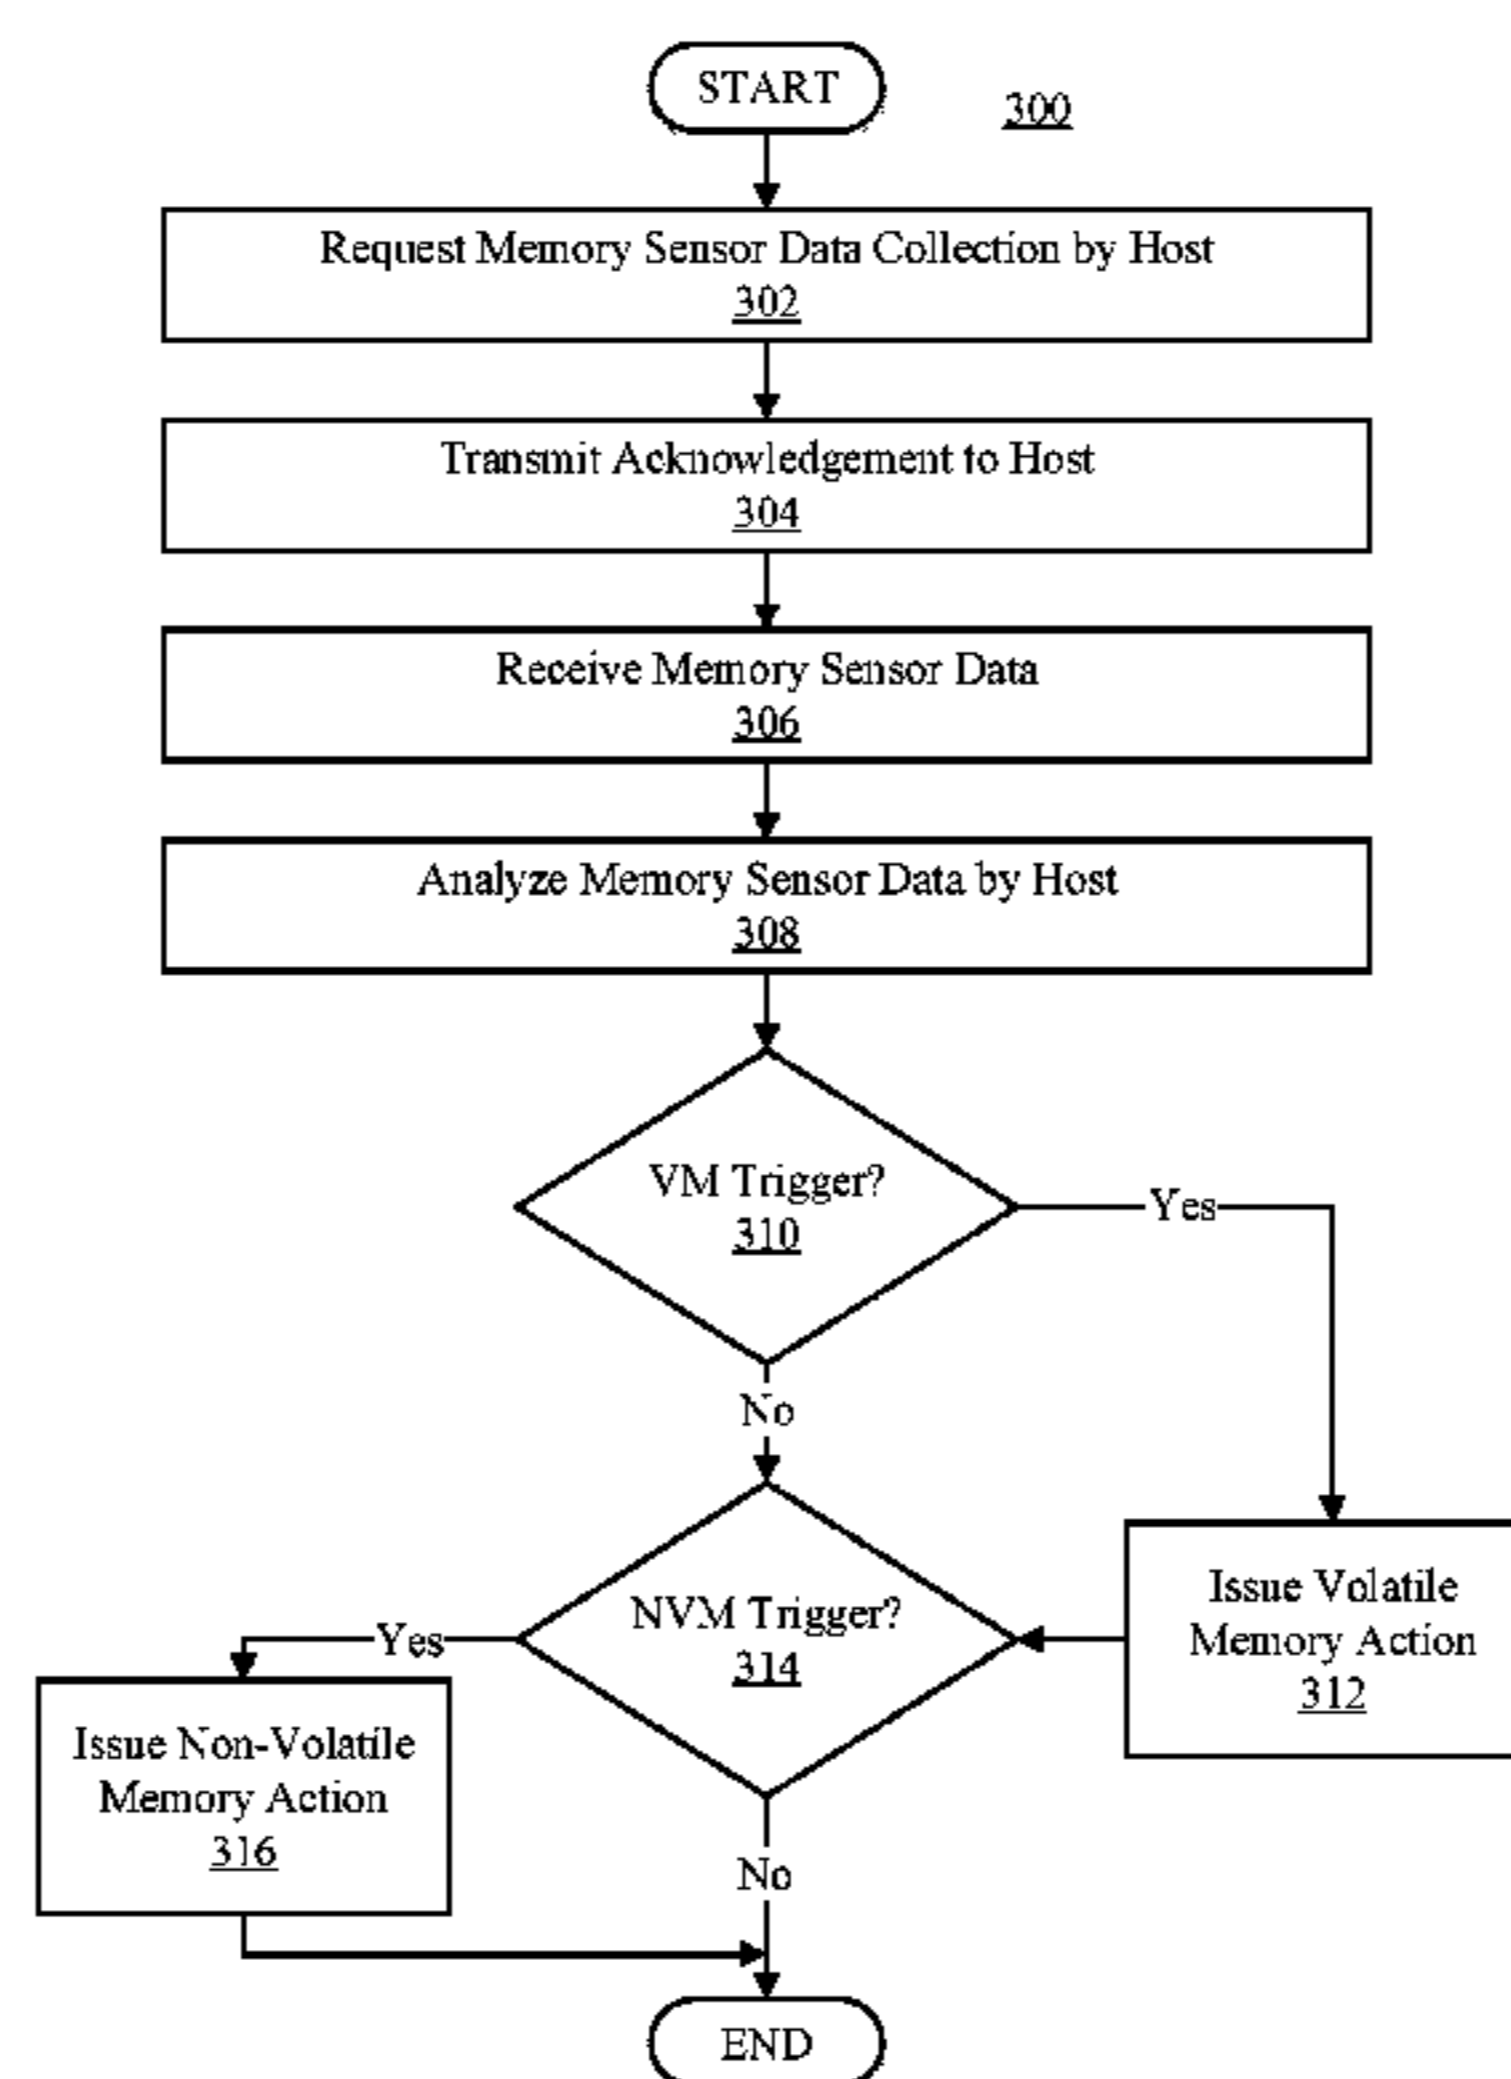 START
300
Request Memory Sensor Data Collection by Host
302
Transmit Acknowledgement to Host
304
Receive Memory Sensor Data
306
Analyze Memory Sensor Data by Host
308
VM Trigger?
310
Yes
No
Issue Volatile
Memory Action
312
NVM Trigger?
314
Yes
Issue Non-Volatile
Memory Action
316
No
END